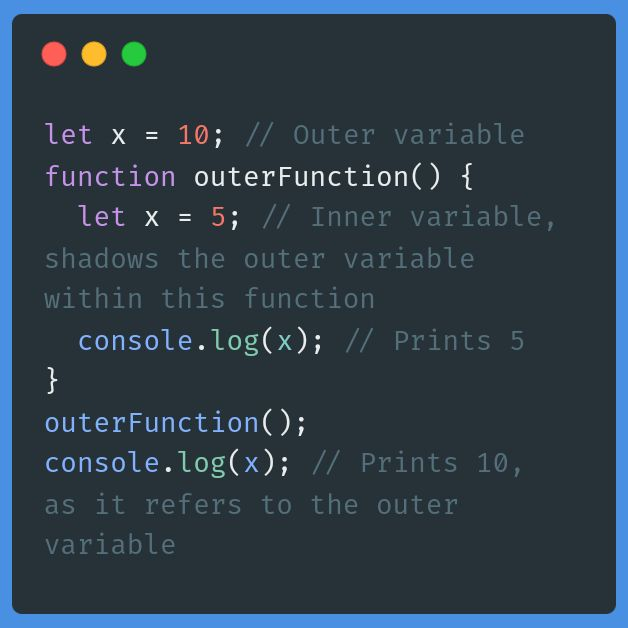 let x = 10; // Outer variable
function outerFunction() {
  let x = 5; // Inner variable,
shadows the outer variable
within this function
  console.log(x); // Prints 5
}
outerFunction();
console.log(x); // Prints 10,
as it refers to the outer
variable